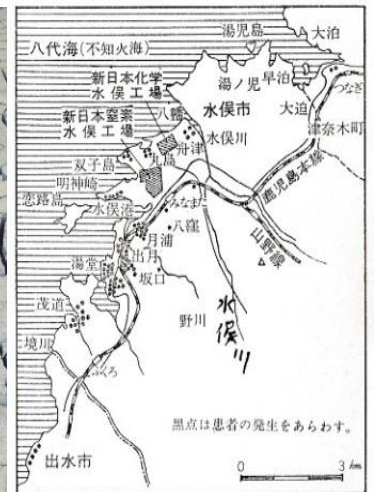 湯児島
大泊
八代海(不知火海)
新日本化学
水俣工場
湯ノ児
早泊
つなぎ
大迫
八幡
水俣市
津奈木町
新日本窒素
水俣工場
水俣川
舟津
丸島
双子島
明神崎
鹿児島本線
恋路島
水俣港
みなまた
八窪
山野線
月浦
湯堂
出月
坂口
水俣川
茂道
野川
境川
ふくろ
黒点は患者の発生をあらわす。
出水市
0 3km